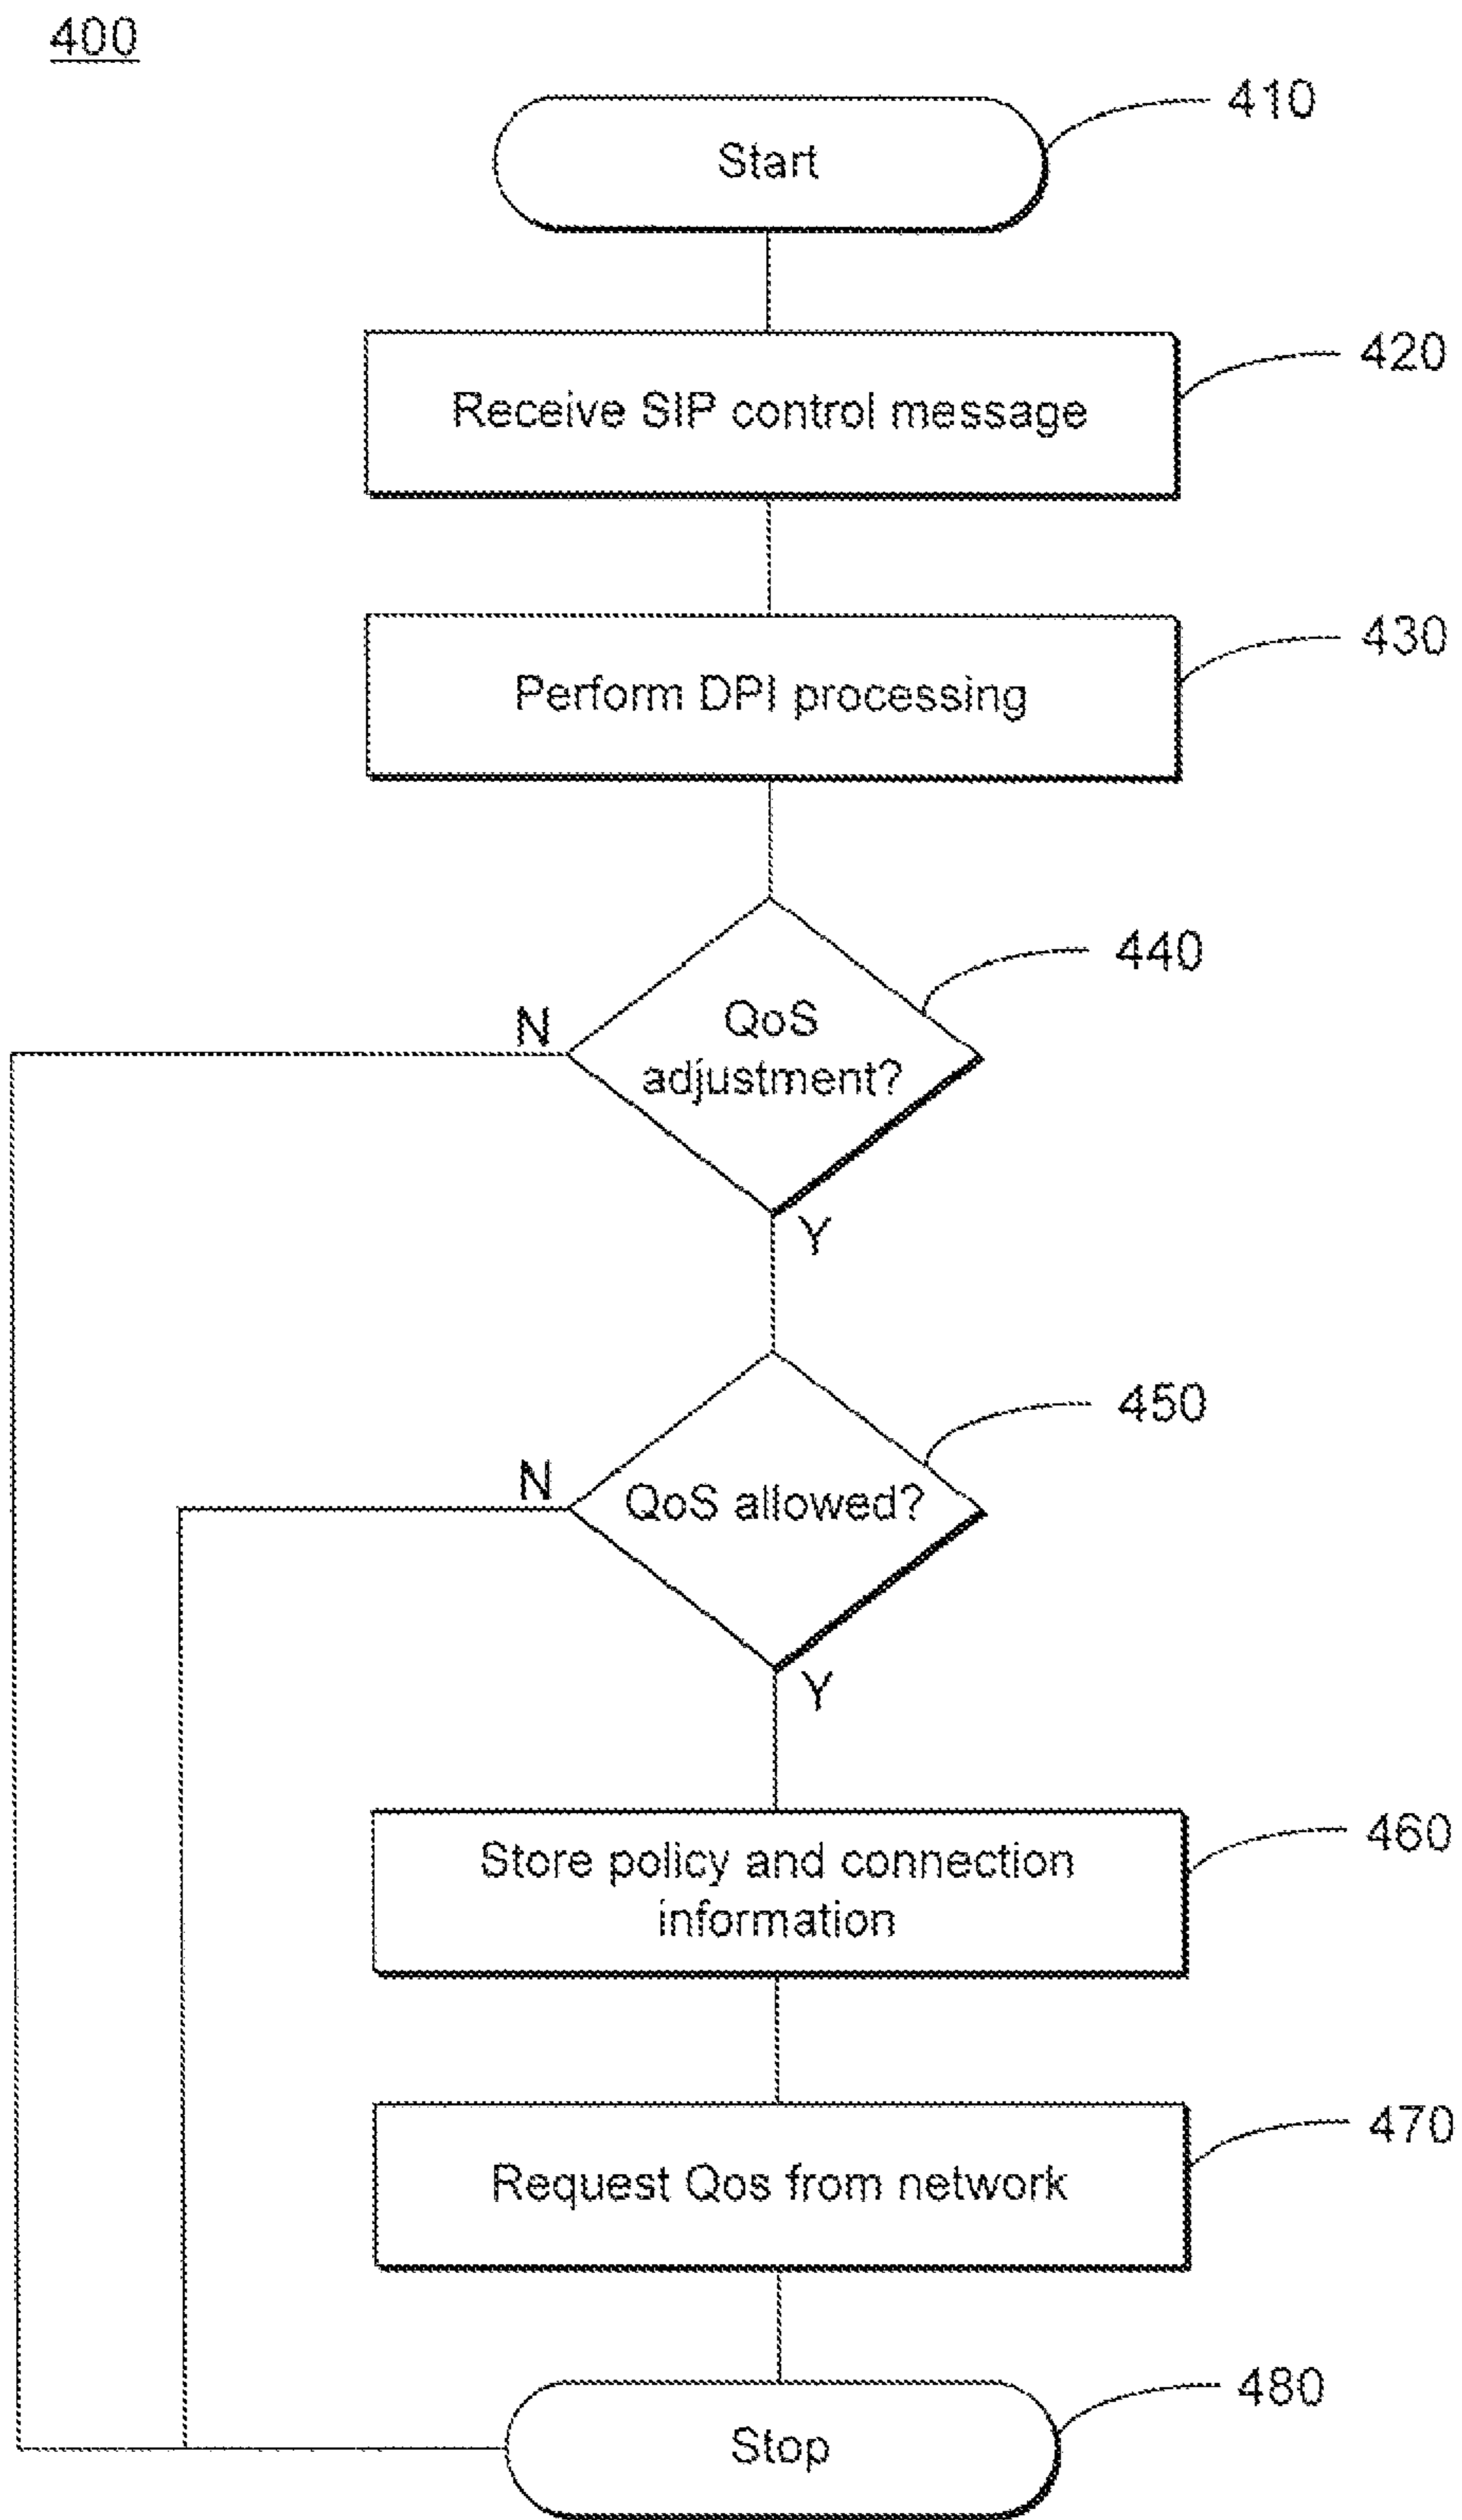 400
410
Start
420
Receive SIP control message
430
Perform DPI processing
440
N
QoS
adjustment?
Y
450
N
QoS allowed?
Y
460
Store policy and connection
information
470
Request Qos from network
480
Stop